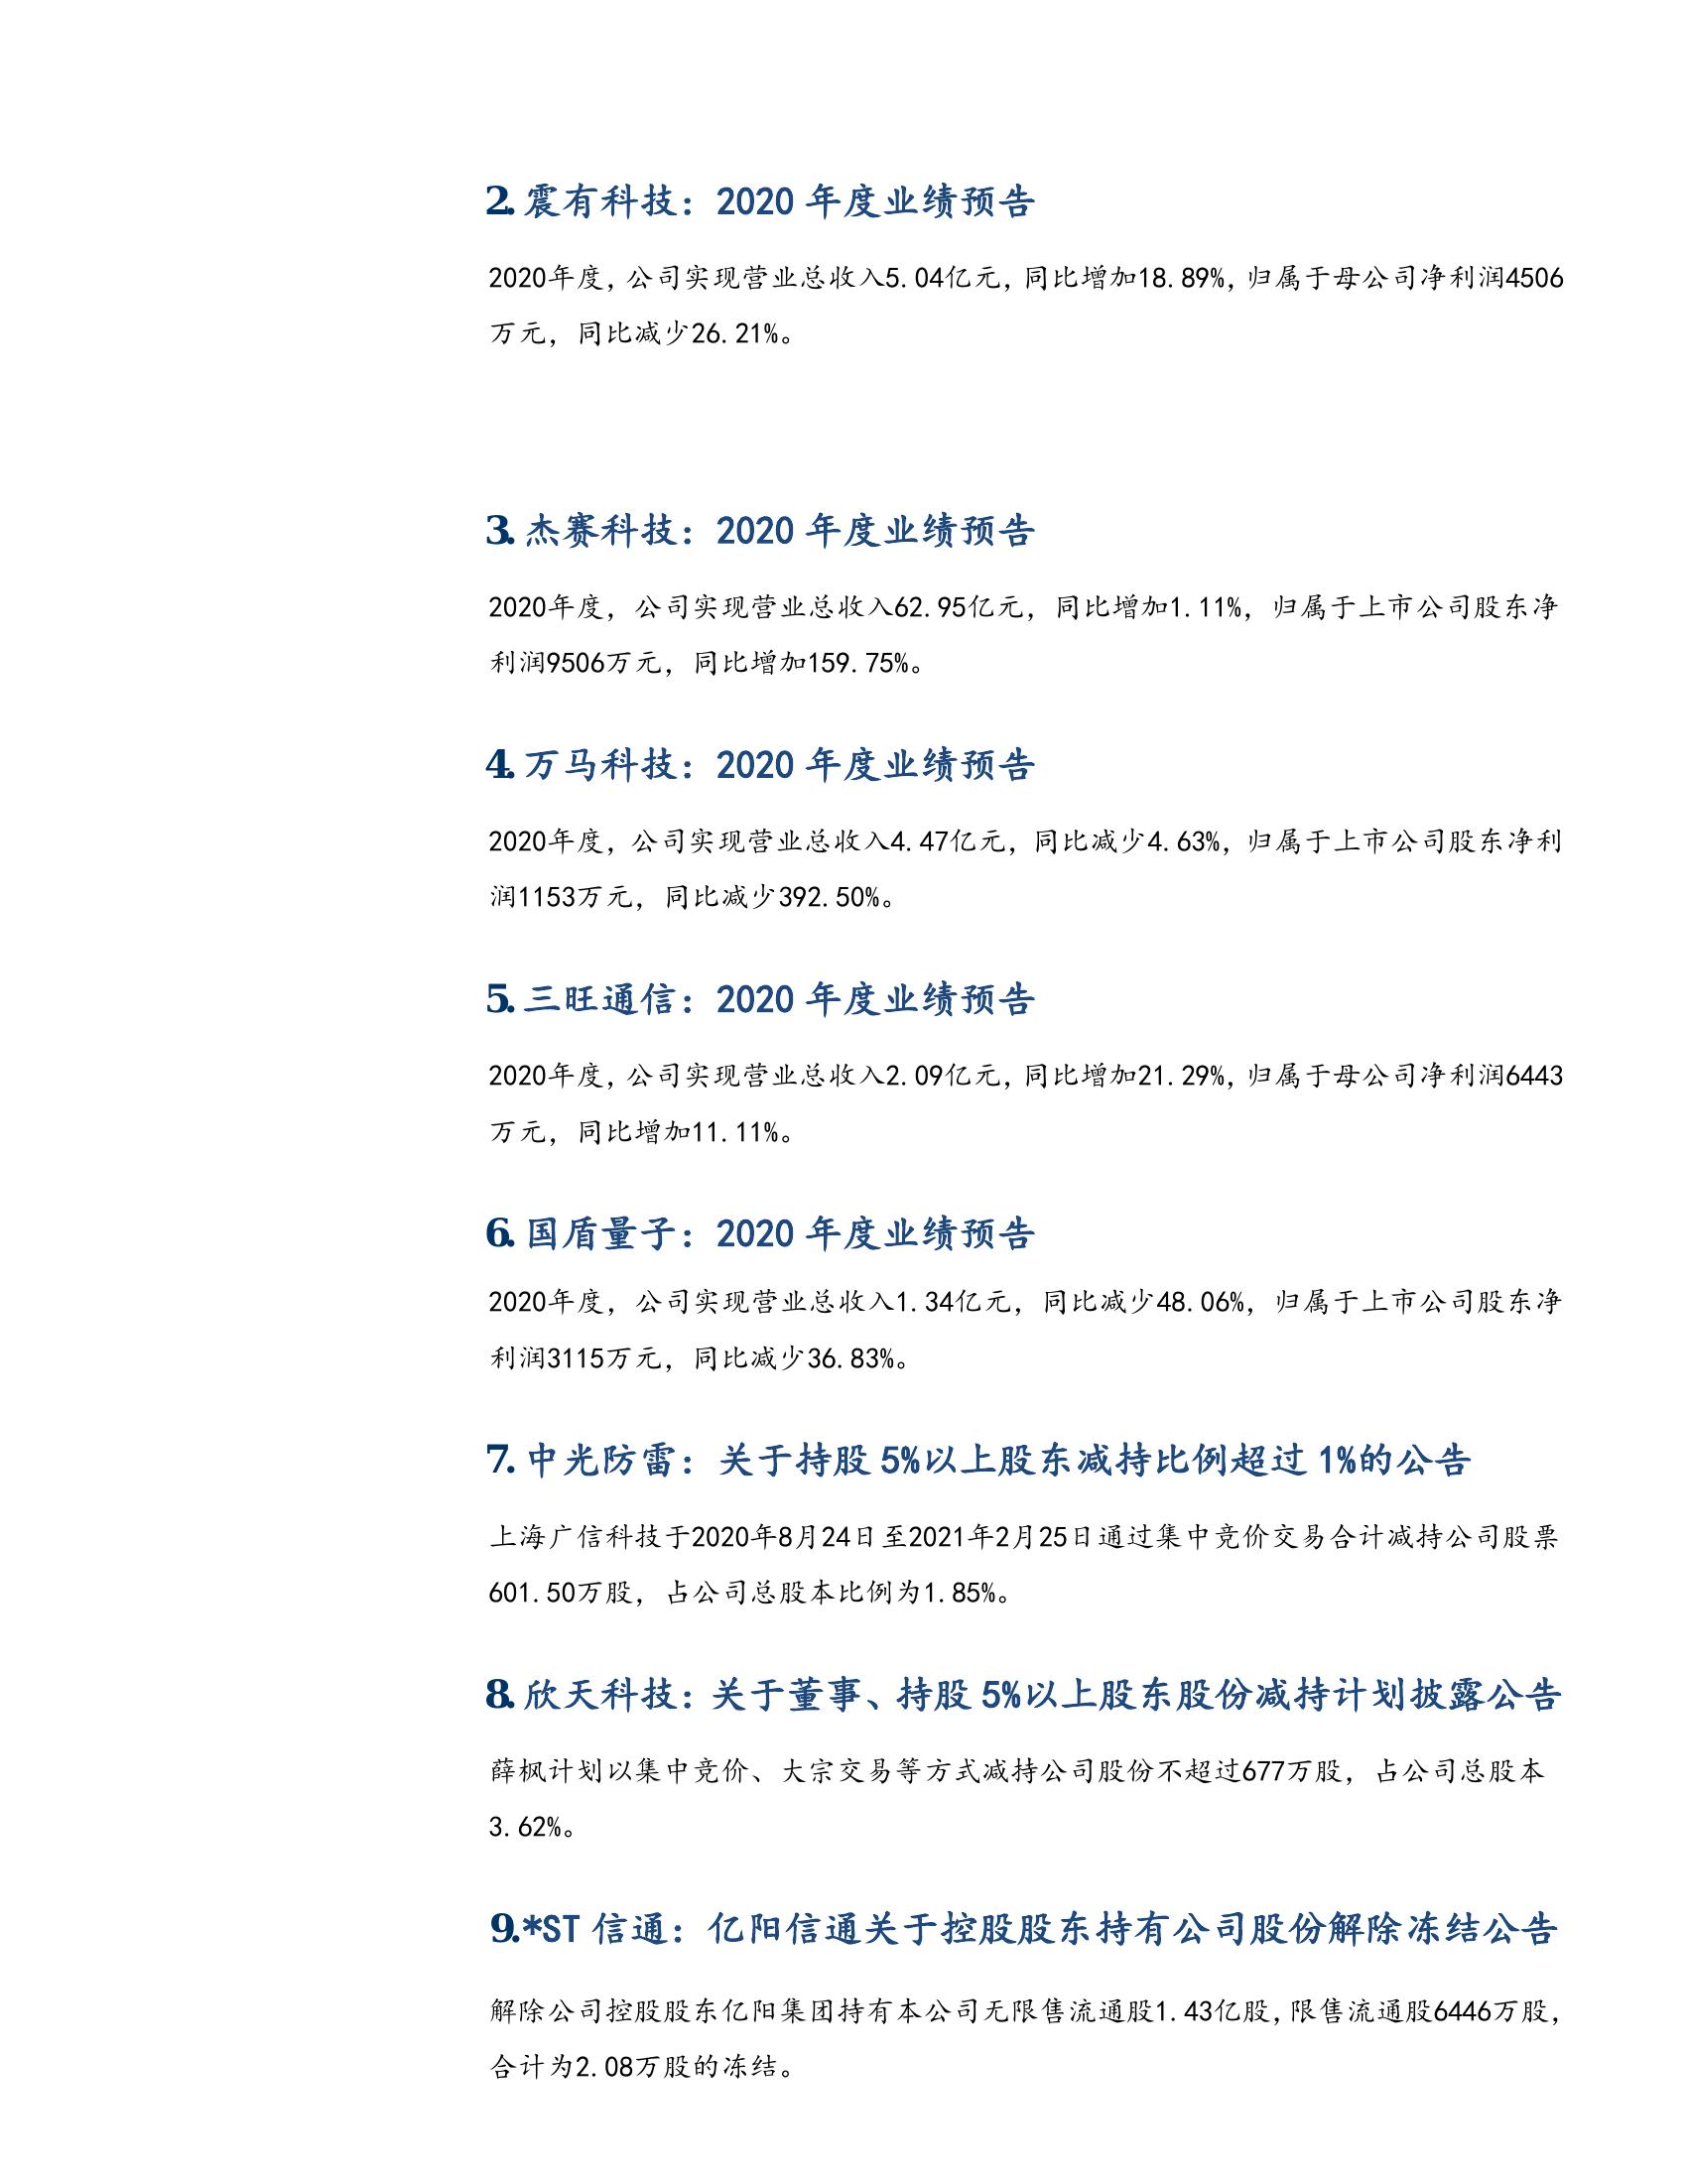 2. 震有科技：2020 年度业绩预告
2020年度，公司实现营业总收入5.04亿元，同比增加18.89%，归属于母公司净利润4506
万元，同比减少26.21%。
3. 杰赛科技：2020 年度业绩预告
2020年度，公司实现营业总收入62.95亿元，同比增加1.11%，归属于上市公司股东净
利润9506万元，同比增加159.75%。
4. 万马科技：2020 年度业绩预告
2020年度，公司实现营业总收入4.47亿元，同比减少4.63%，归属于上市公司股东净利
润1153万元，同比减少392.50%。
5. 三旺通信：2020 年度业绩预告
2020年度，公司实现营业总收入2.09亿元，同比增加21.29%，归属于母公司净利润6443
万元，同比增加11.11%。
6. 国盾量子：2020 年度业绩预告
2020年度，公司实现营业总收入1.34亿元，同比减少48.06%，归属于上市公司股东净
利润3115万元，同比减少36.83%。
7. 中光防雷：关于持股 5%以上股东减持比例超过 1%的公告
上海广信科技于2020年8月24日至2021年2月25日通过集中竞价交易合计减持公司股票
601.50万股，占公司总股本比例为1.85%。
8. 欣天科技：关于董事、持股 5%以上股东股份减持计划披露公告
薛枫计划以集中竞价、大宗交易等方式减持公司股份不超过677万股，占公司总股本
3.62%。
9.*ST 信通：亿阳信通关于控股股东持有公司股份解除冻结公告
解除公司控股股东亿阳集团持有本公司无限售流通股1.43亿股，限售流通股6446万股，
合计为2.08万股的冻结。